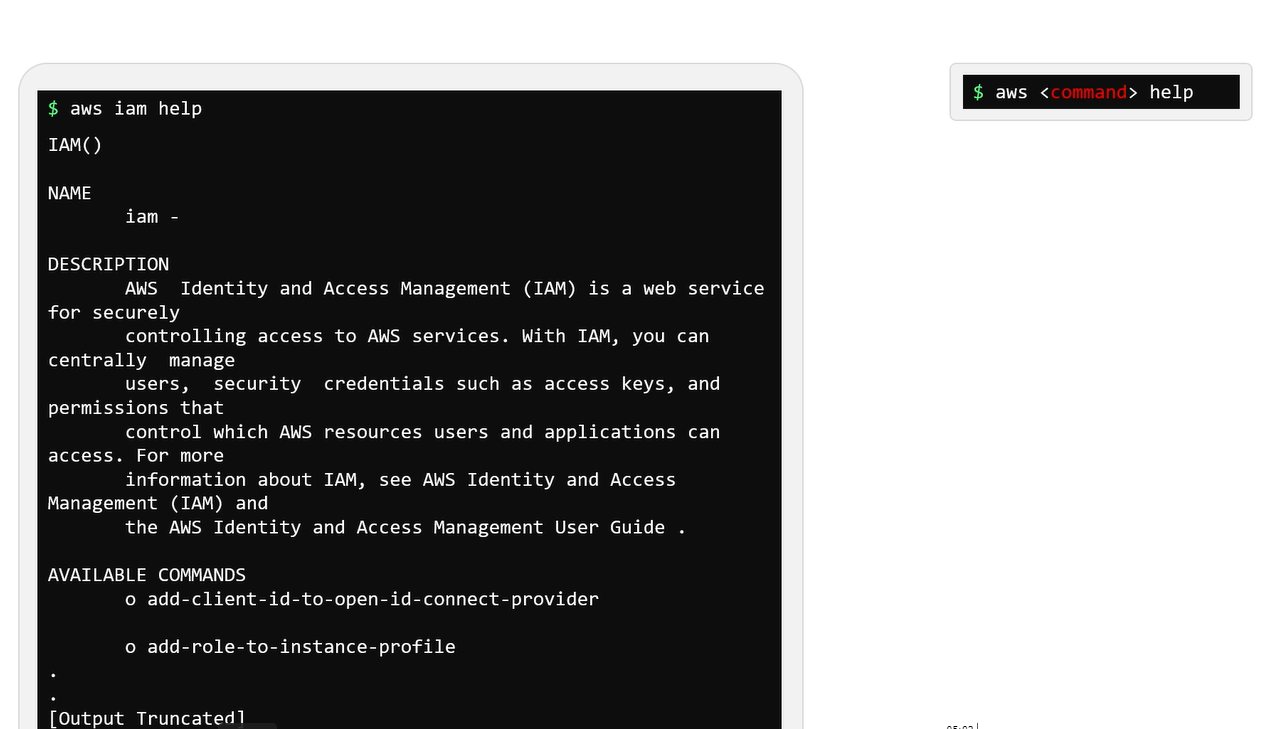 $ aws iam help
IAM()
NAME
iam -
DESCRIPTION
AWS  Identity and Access Management (IAM) is a web service
for securely
controlling access to AWS services. With IAM, you can
centrally  manage
users,  security  credentials such as access keys, and
permissions that
control which AWS resources users and applications can
access. For more
information about IAM, see AWS Identity and Access
Management (IAM) and
the AWS Identity and Access Management User Guide .
AVAILABLE COMMANDS
o add-client-id-to-open-id-connect-provider
o add-role-to-instance-profile
.
.
[Output Truncated]
$ aws <command> help